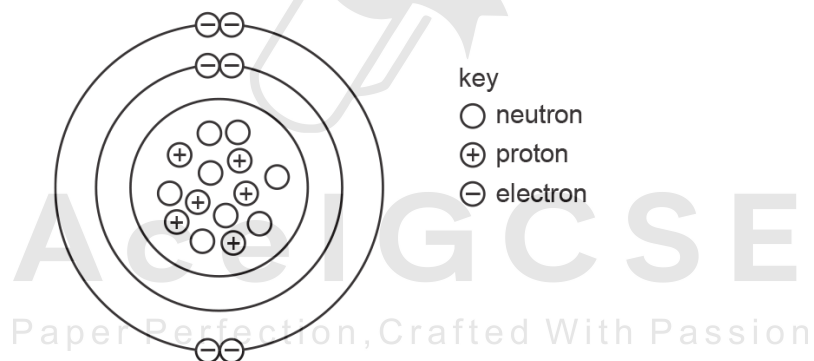 key
neutron
proton
electron
AceIGCSE
Paper Perfection, Crafted With Passion